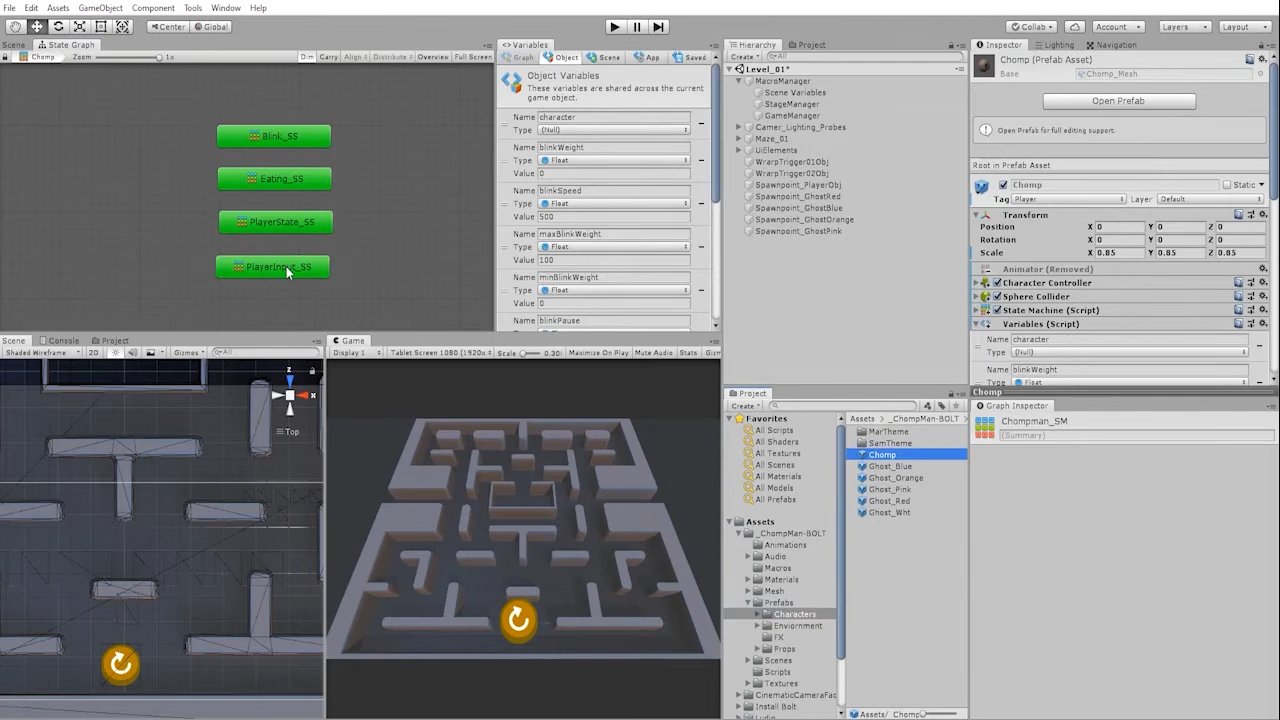 File Edit Assets GameObject Component Tools Window Help
Center Global
Collab Account Layers Layout
Scene State Graph
Chomp Zoom 1x Dim Carry Align Distribute Overview Full Screen
Blink_SS
Eating_SS
PlayerState_SS
PlayerInput_SS
Variables
Graph Object Scene App Saved
Object Variables
These variables are shared across the current
game object.
Name character
Type (Null)
Name blinkWeight
Type Float
Value 0
Name blinkSpeed
Type Float
Value 500
Name maxBlinkWeight
Type Float
Value 100
Name minBlinkWeight
Type Float
Value 0
Name blinkPause
Hierarchy Project
Create All
Level_01*
MacroManager
Scene Variables
StageManager
GameManager
Camer_Lighting_Probes
Maze_01
UiElements
WrarpTrigger01Obj
WrarpTrigger02Obj
Spawnpoint_PlayerObj
Spawnpoint_GhostRed
Spawnpoint_GhostBlue
Spawnpoint_GhostOrange
Spawnpoint_GhostPink
Inspector Lighting Navigation
Chomp (Prefab Asset)
Base Chomp_Mesh
Open Prefab
Open Prefab for full editing support.
Root in Prefab Asset
Chomp Static
Tag Player Layer Default
Transform
Position X 0 Y 0 Z 0
Rotation X 0 Y 0 Z 0
Scale X 0.85 Y 0.85 Z 0.85
Animator (Removed)
Character Controller
Sphere Collider
State Machine (Script)
Variables (Script)
Name character
Type (Null)
Name blinkWeight
Type Float
Chomp
Graph Inspector
Chompman_SM
(Summary)
Scene Console Project
Shaded Wireframe 2D Gizmos All
z
x
Top
Game
Display 1 Tablet Screen 1080 (1920x Scale 0.30 Maximize On Play Mute Audio Stats Gizm
Project
Create
Favorites
All Scripts
All Shaders
All Textures
All Scenes
All Materials
All Models
All Prefabs
Assets
_ChompMan-BOLT
Animations
Audio
Macros
Materials
Mesh
Prefabs
Characters
Enviornment
FX
Props
Scenes
Scripts
Textures
CinematicCameraFac
Install Bolt
Assets > _ChompMan-BOLT
MarTheme
SamTheme
Chomp
Ghost_Blue
Ghost_Orange
Ghost_Pink
Ghost_Red
Ghost_Wht
Assets/ Chomp